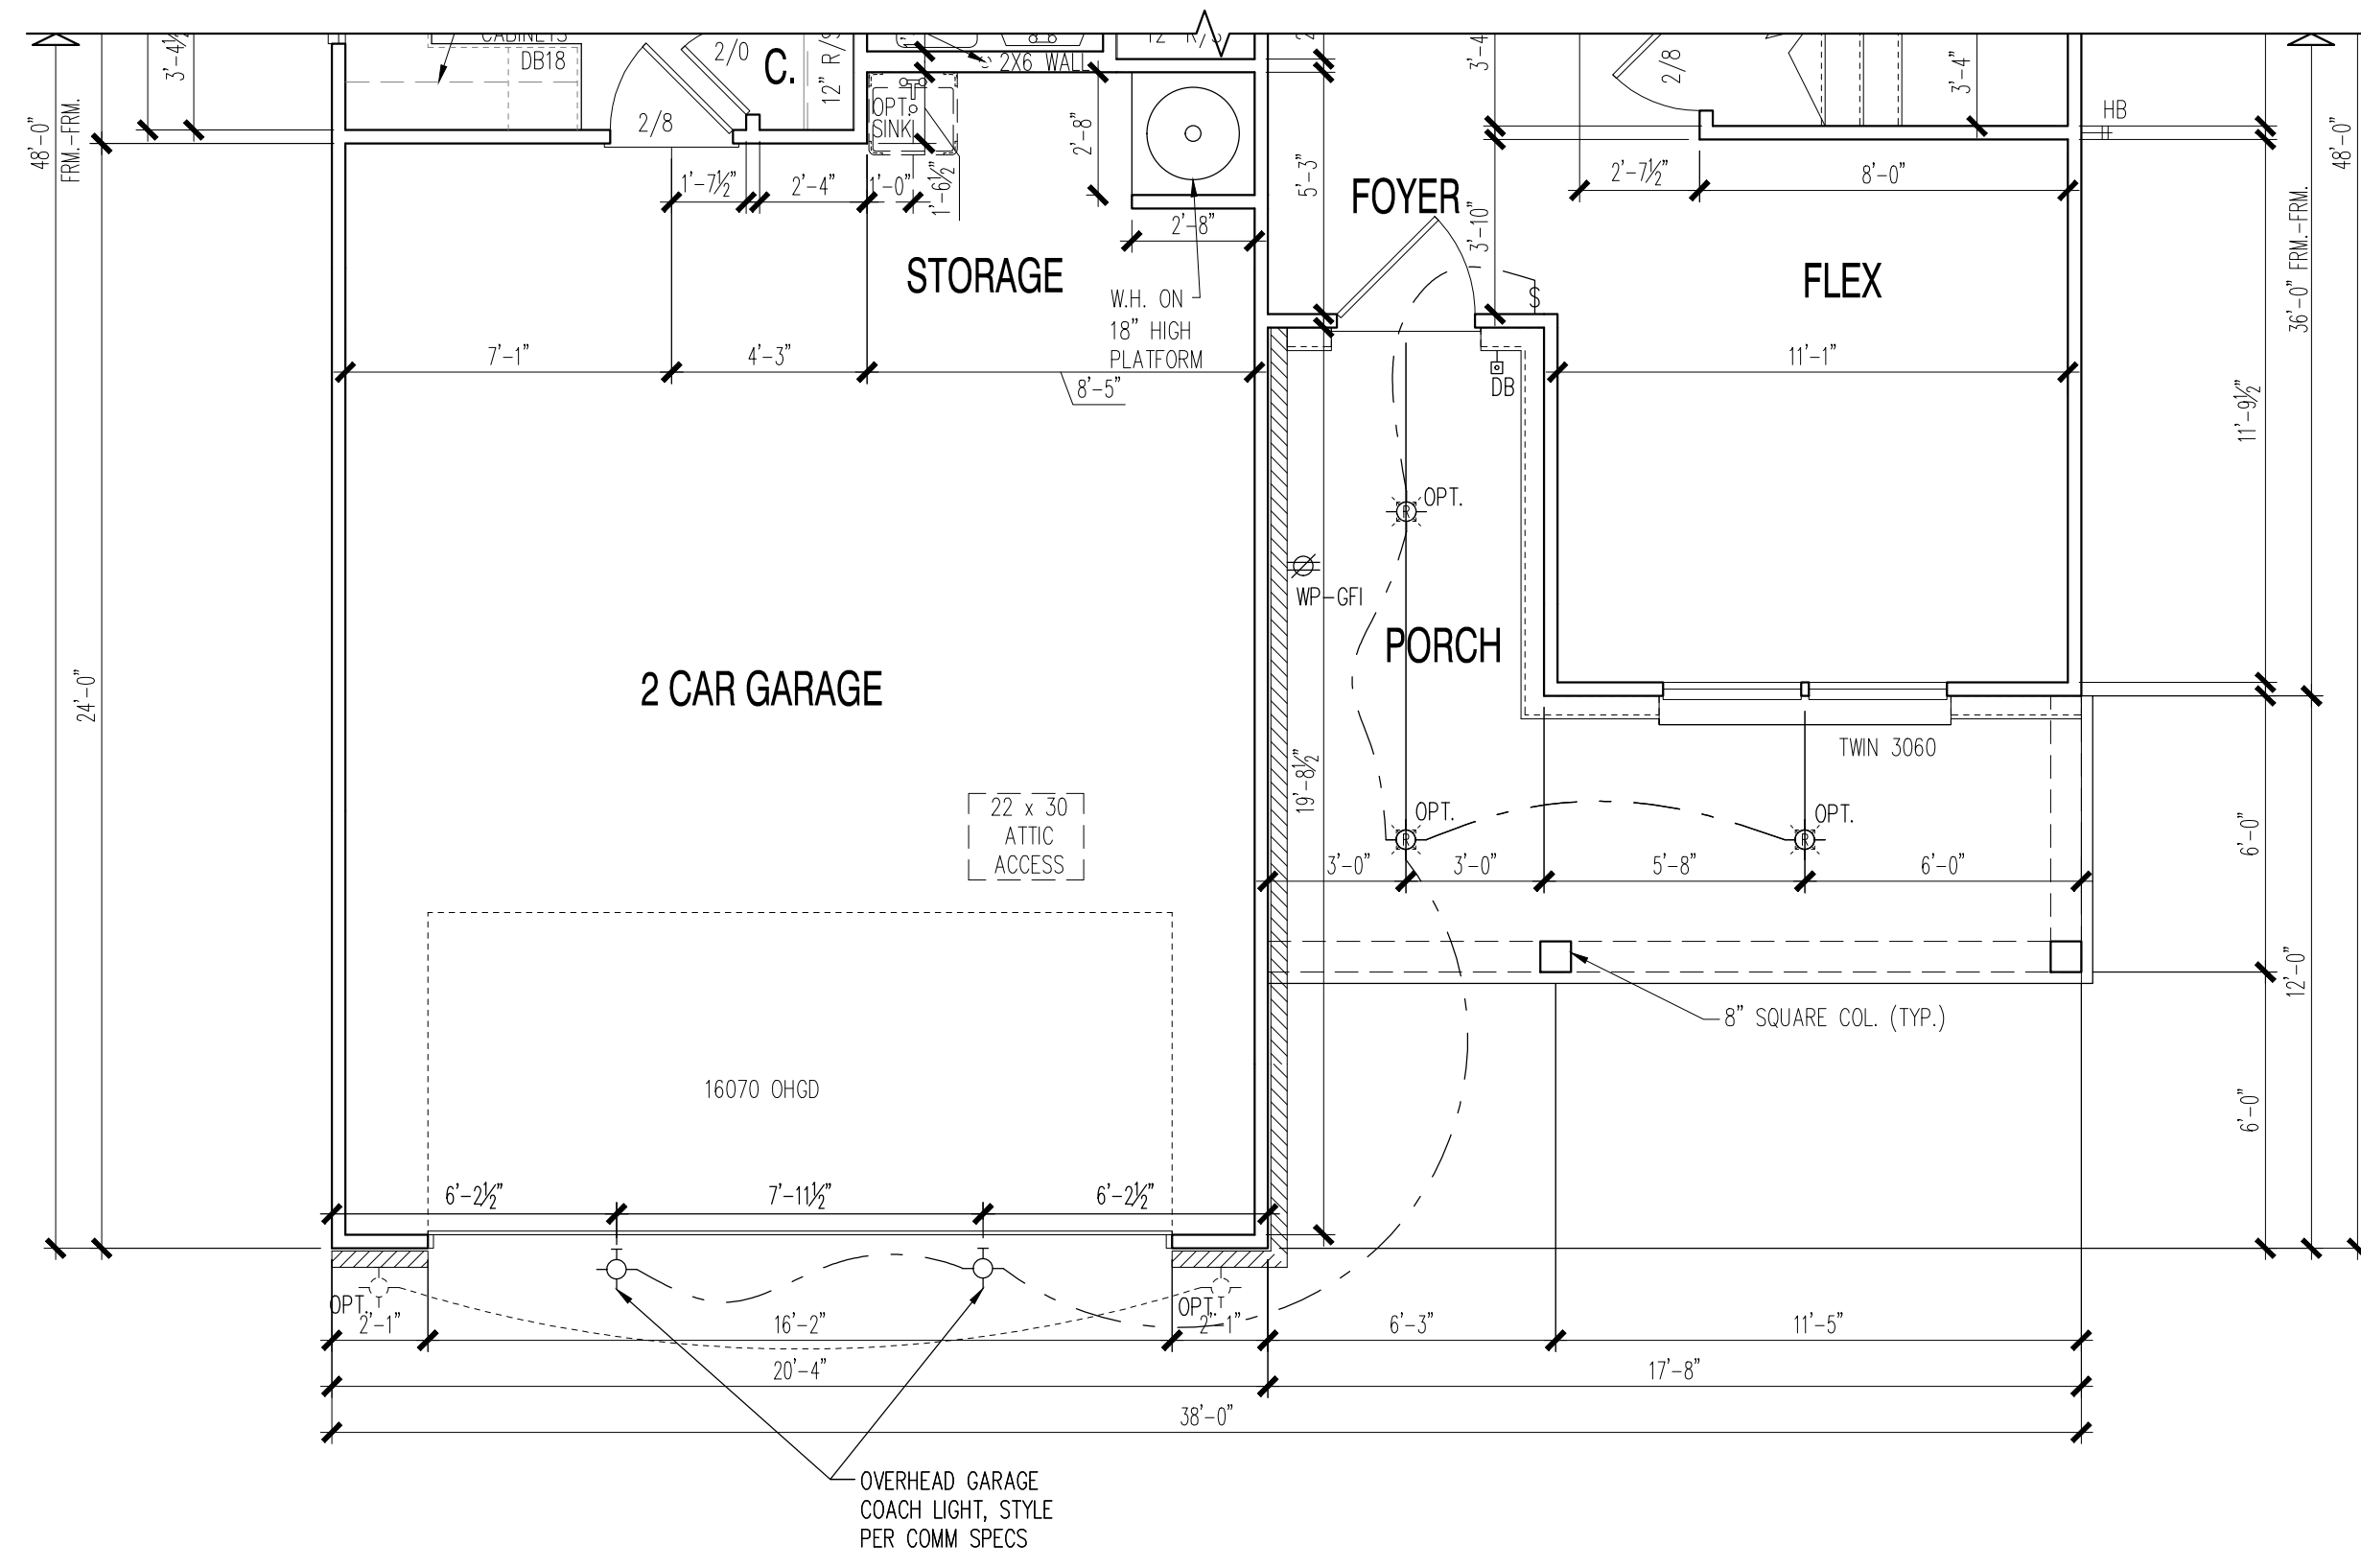 CABINETS
DB18
2/0
C.
12" R/S
2X6 WALL
12" R/S
3'-4½"
3'-4"
2/8
3'-4"
HB
48'-0"
FRM.-FRM.
2/8
OPT.
SINK
2'-8"
5'-3"
FOYER
2'-7½"
8'-0"
48'-0"
1'-7½"
2'-4"
1'-0"
1'-6½"
2'-8"
3'-10"
36'-0" FRM.-FRM.
STORAGE
W.H. ON
18" HIGH
PLATFORM
S
FLEX
7'-1"
4'-3"
8'-5"
DB
11'-1"
11'-9½"
OPT.
WP-GFI
PORCH
24'-0"
2 CAR GARAGE
TWIN 3060
19'-8½"
22 x 30
ATTIC
ACCESS
R
R
OPT.
R
OPT.
6'-0"
3'-0"
3'-0"
5'-8"
6'-0"
12'-0"
8" SQUARE COL. (TYP.)
16070 OHGD
6'-0"
6'-2½"
7'-11½"
6'-2½"
OPT.
OPT.
2'-1"
16'-2"
2'-1"
6'-3"
11'-5"
20'-4"
17'-8"
38'-0"
OVERHEAD GARAGE
COACH LIGHT, STYLE
PER COMM SPECS